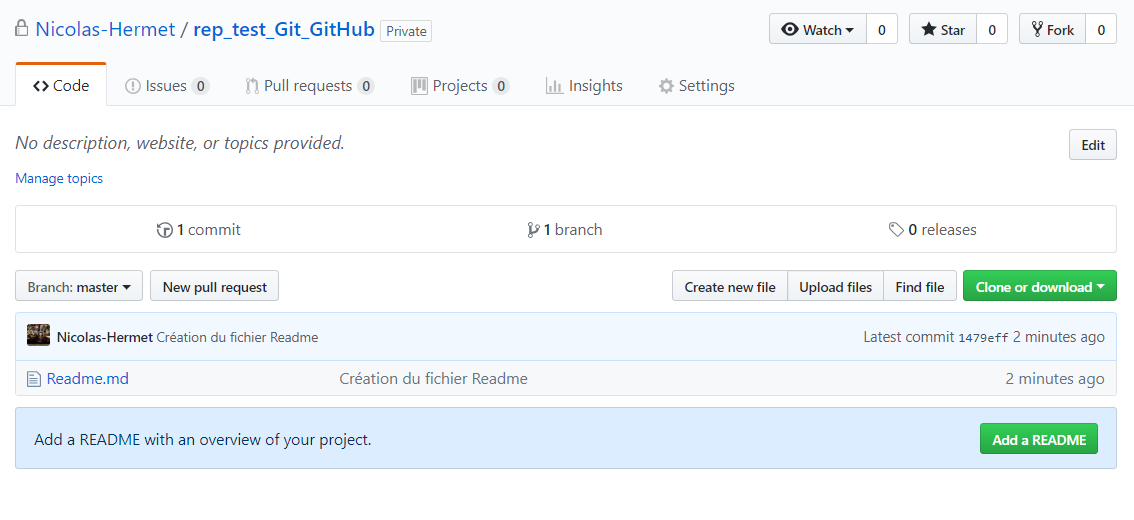 Nicolas-Hermet / rep_test_Git_GitHub Private Watch 0 Star 0 Fork 0
Code Issues 0 Pull requests 0 Projects 0 Insights Settings
No description, website, or topics provided. Edit
Manage topics
1 commit 1 branch 0 releases
Branch: master New pull request Create new file Upload files Find file Clone or download
Nicolas-Hermet Création du fichier Readme Latest commit 1479eff 2 minutes ago
Readme.md Création du fichier Readme 2 minutes ago
Add a README with an overview of your project. Add a README